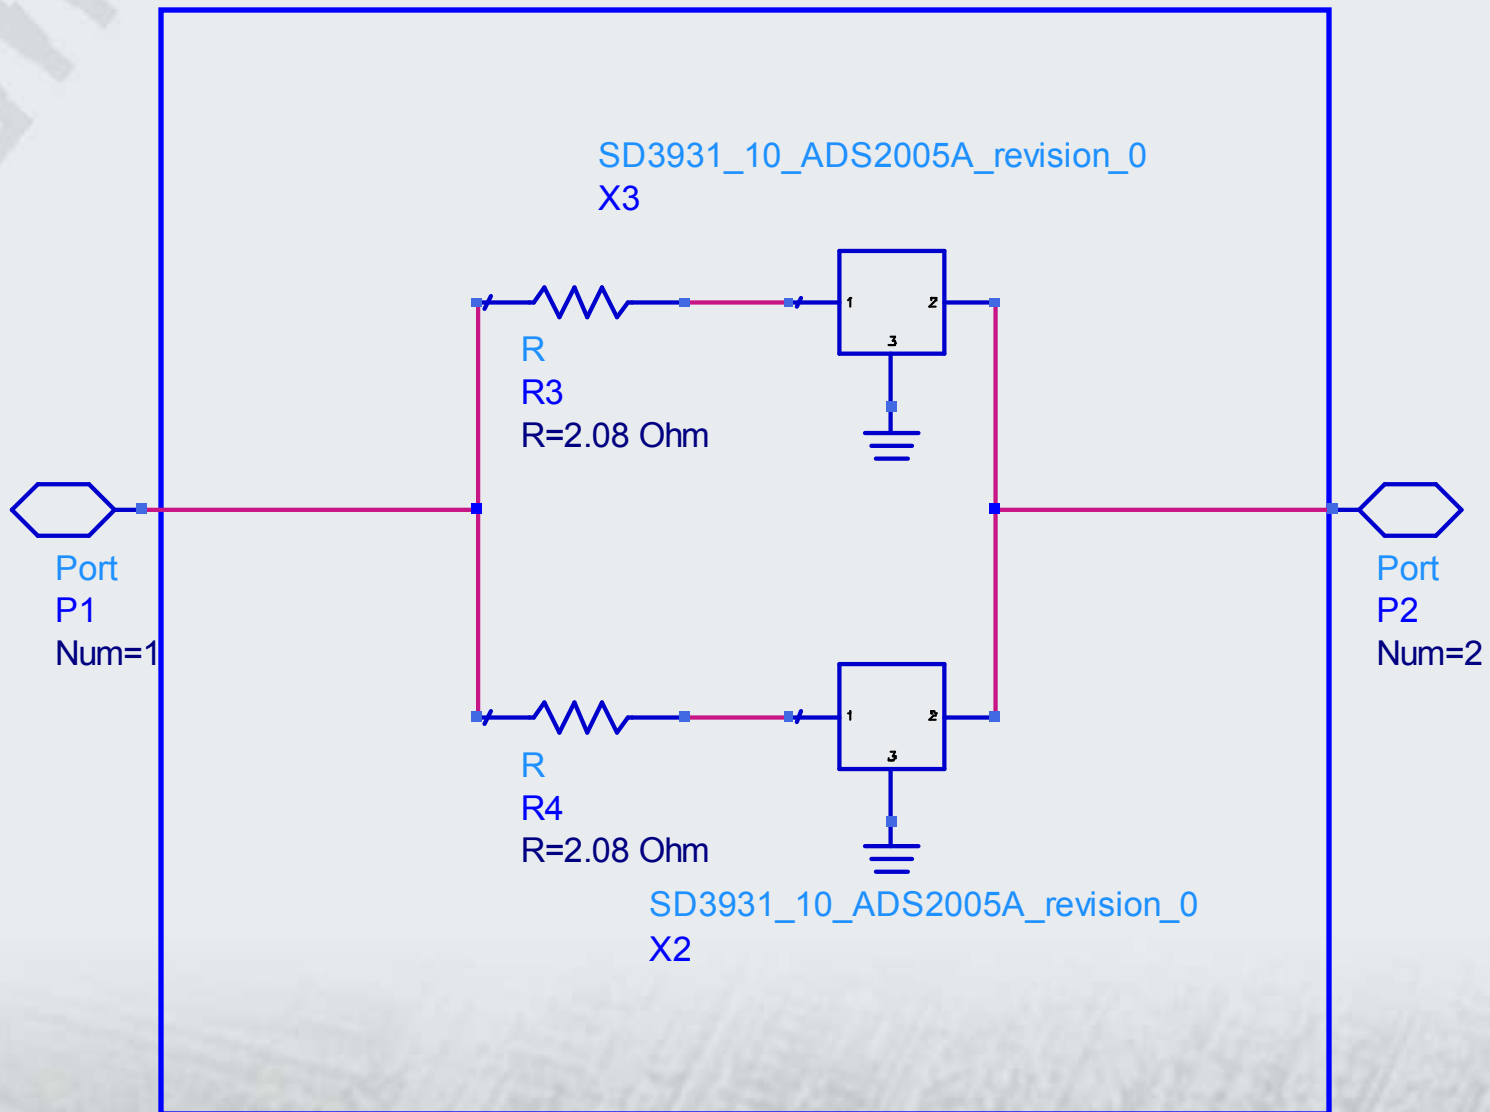 SD3931_10_ADS2005A_revision_0
X3
1
2
3
R
R3
R=2.08 Ohm
Port
P1
Num=1
Port
P2
Num=2
1
2
3
R
R4
R=2.08 Ohm
SD3931_10_ADS2005A_revision_0
X2